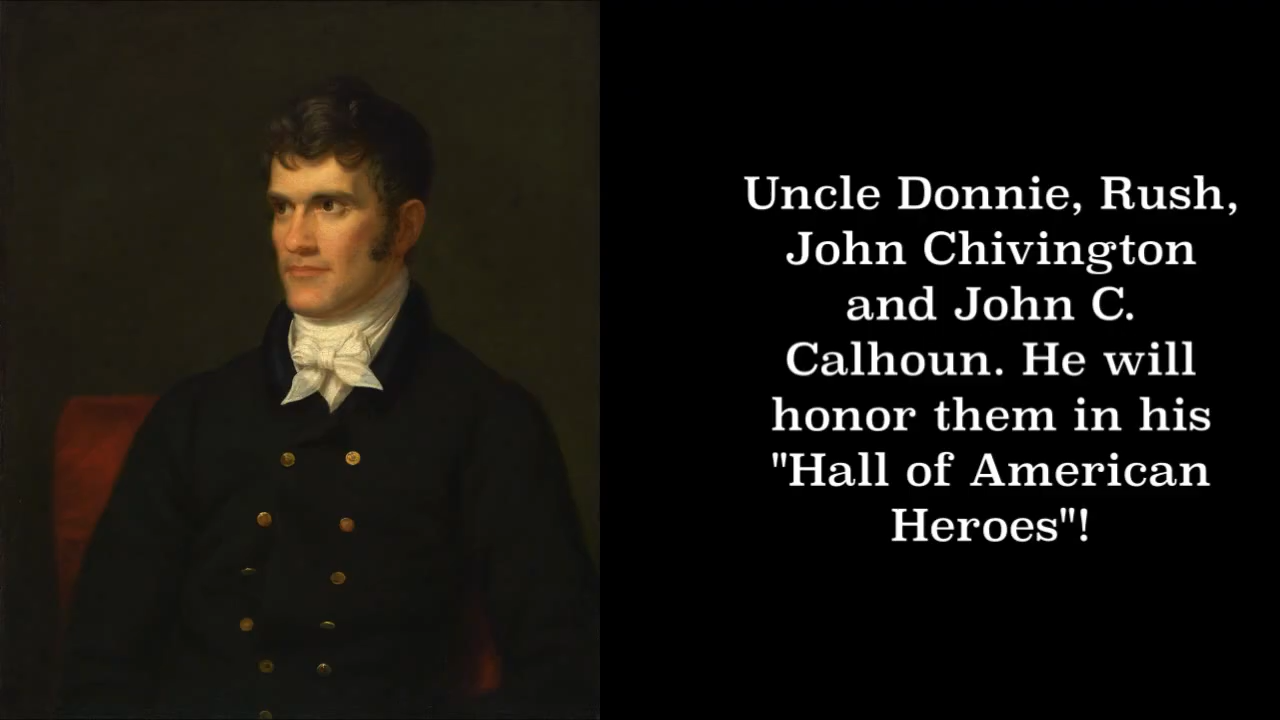 Uncle Donnie, Rush,
John Chivington
and John C.
Calhoun. He will
honor them in his
"Hall of American
Heroes"!